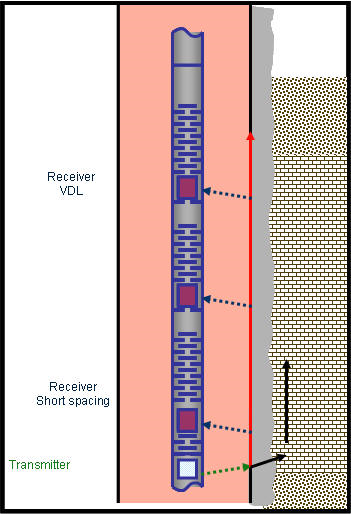 Receiver
VDL
Receiver
Short spacing
Transmitter